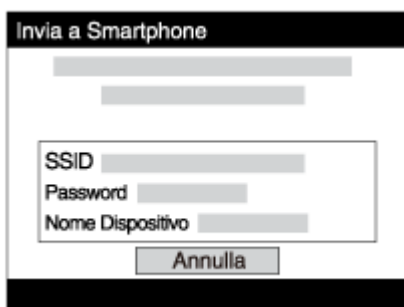 Invia a Smartphone
SSID
Password
Nome Dispositivo
Annulla